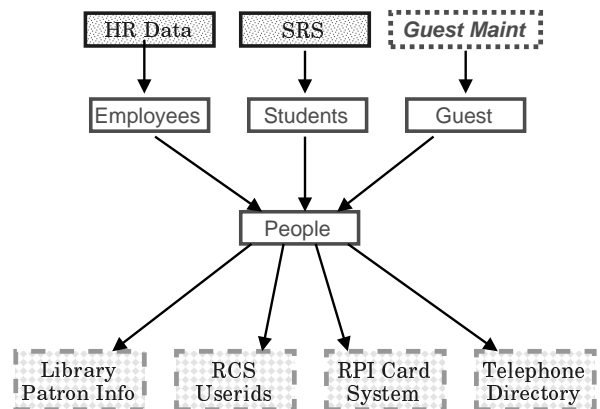 HR Data
SRS
Guest Maint
Employees
Students
Guest
People
Library
Patron Info
RCS
Userids
RPI Card
System
Telephone
Directory